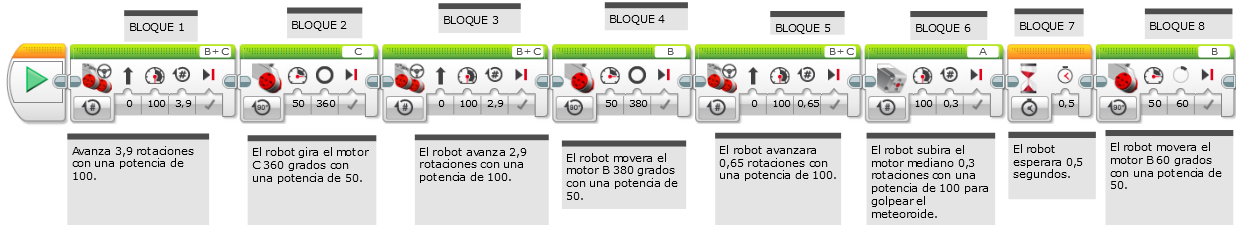 BLOQUE 1
BLOQUE 2
BLOQUE 3
BLOQUE 4
BLOQUE 5
BLOQUE 6
BLOQUE 7
BLOQUE 8
B+C
C
B+C
B
B+C
A
B
#
0 100 3,9
90°
50 360
#
0 100 2,9
90°
50 380
#
0 100 0,65
#
100 0,3
0,5
90°
50 60
Avanza 3,9 rotaciones
con una potencia de
100.
El robot gira el motor
C 360 grados con
una potencia de 50.
El robot avanza 2,9
rotaciones con una
potencia de 100.
El robot movera el
motor B 380 grados
con una potencia de
50.
El robot avanzara
0,65 rotaciones con
una potencia de 100.
El robot subira el
motor mediano 0,3
rotaciones con una
potencia de 100 para
golpear el
meteoroide.
El robot
esperara 0,5
segundos.
El robot movera el
motor B 60 grados
con una potencia de
50.